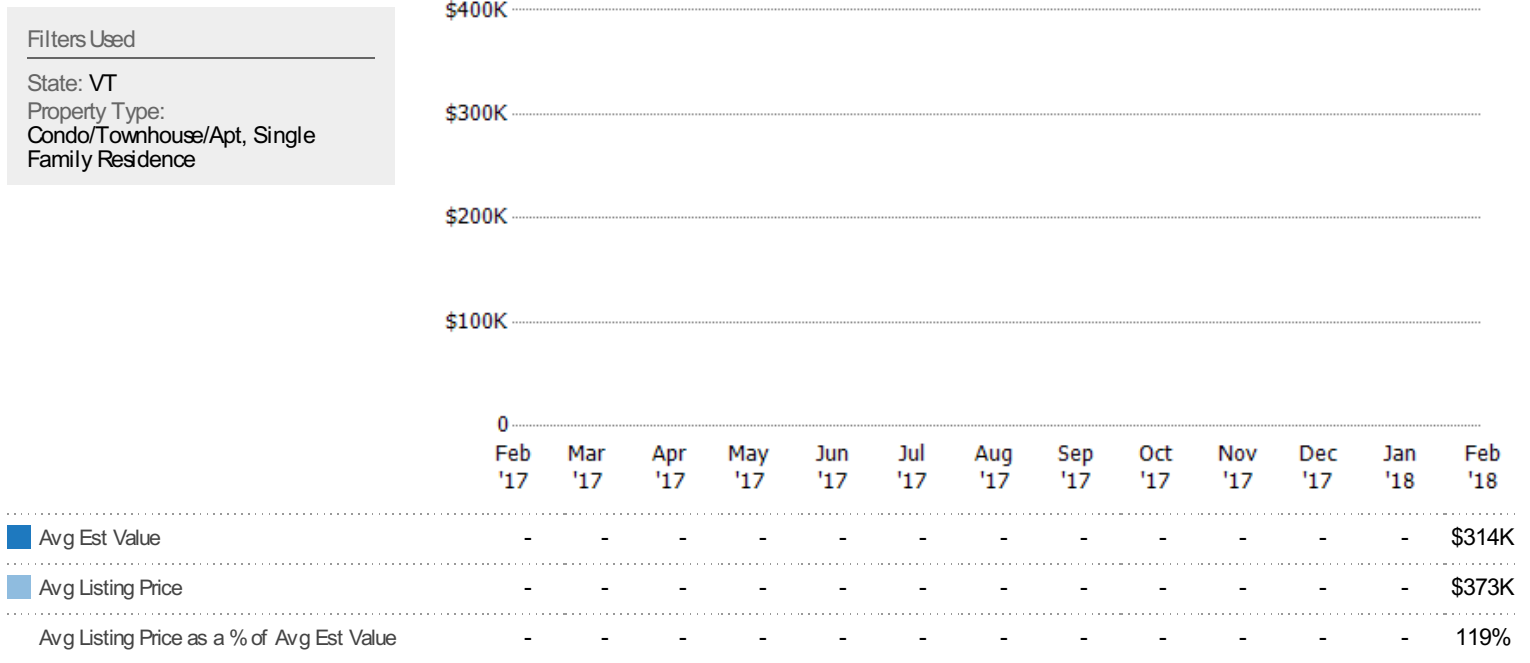 Filters Used
State: VT
Property Type:
Condo/Townhouse/Apt, Single
Family Residence
$400K
$300K
$200K
$100K
0
Feb Mar Apr May Jun Jul Aug Sep Oct Nov Dec Jan Feb
'17 '17 '17 '17 '17 '17 '17 '17 '17 '17 '17 '18 '18
Avg Est Value - - - - - - - - - - - - $314K
Avg Listing Price - - - - - - - - - - - - $373K
Avg Listing Price as a % of Avg Est Value - - - - - - - - - - - - 119%